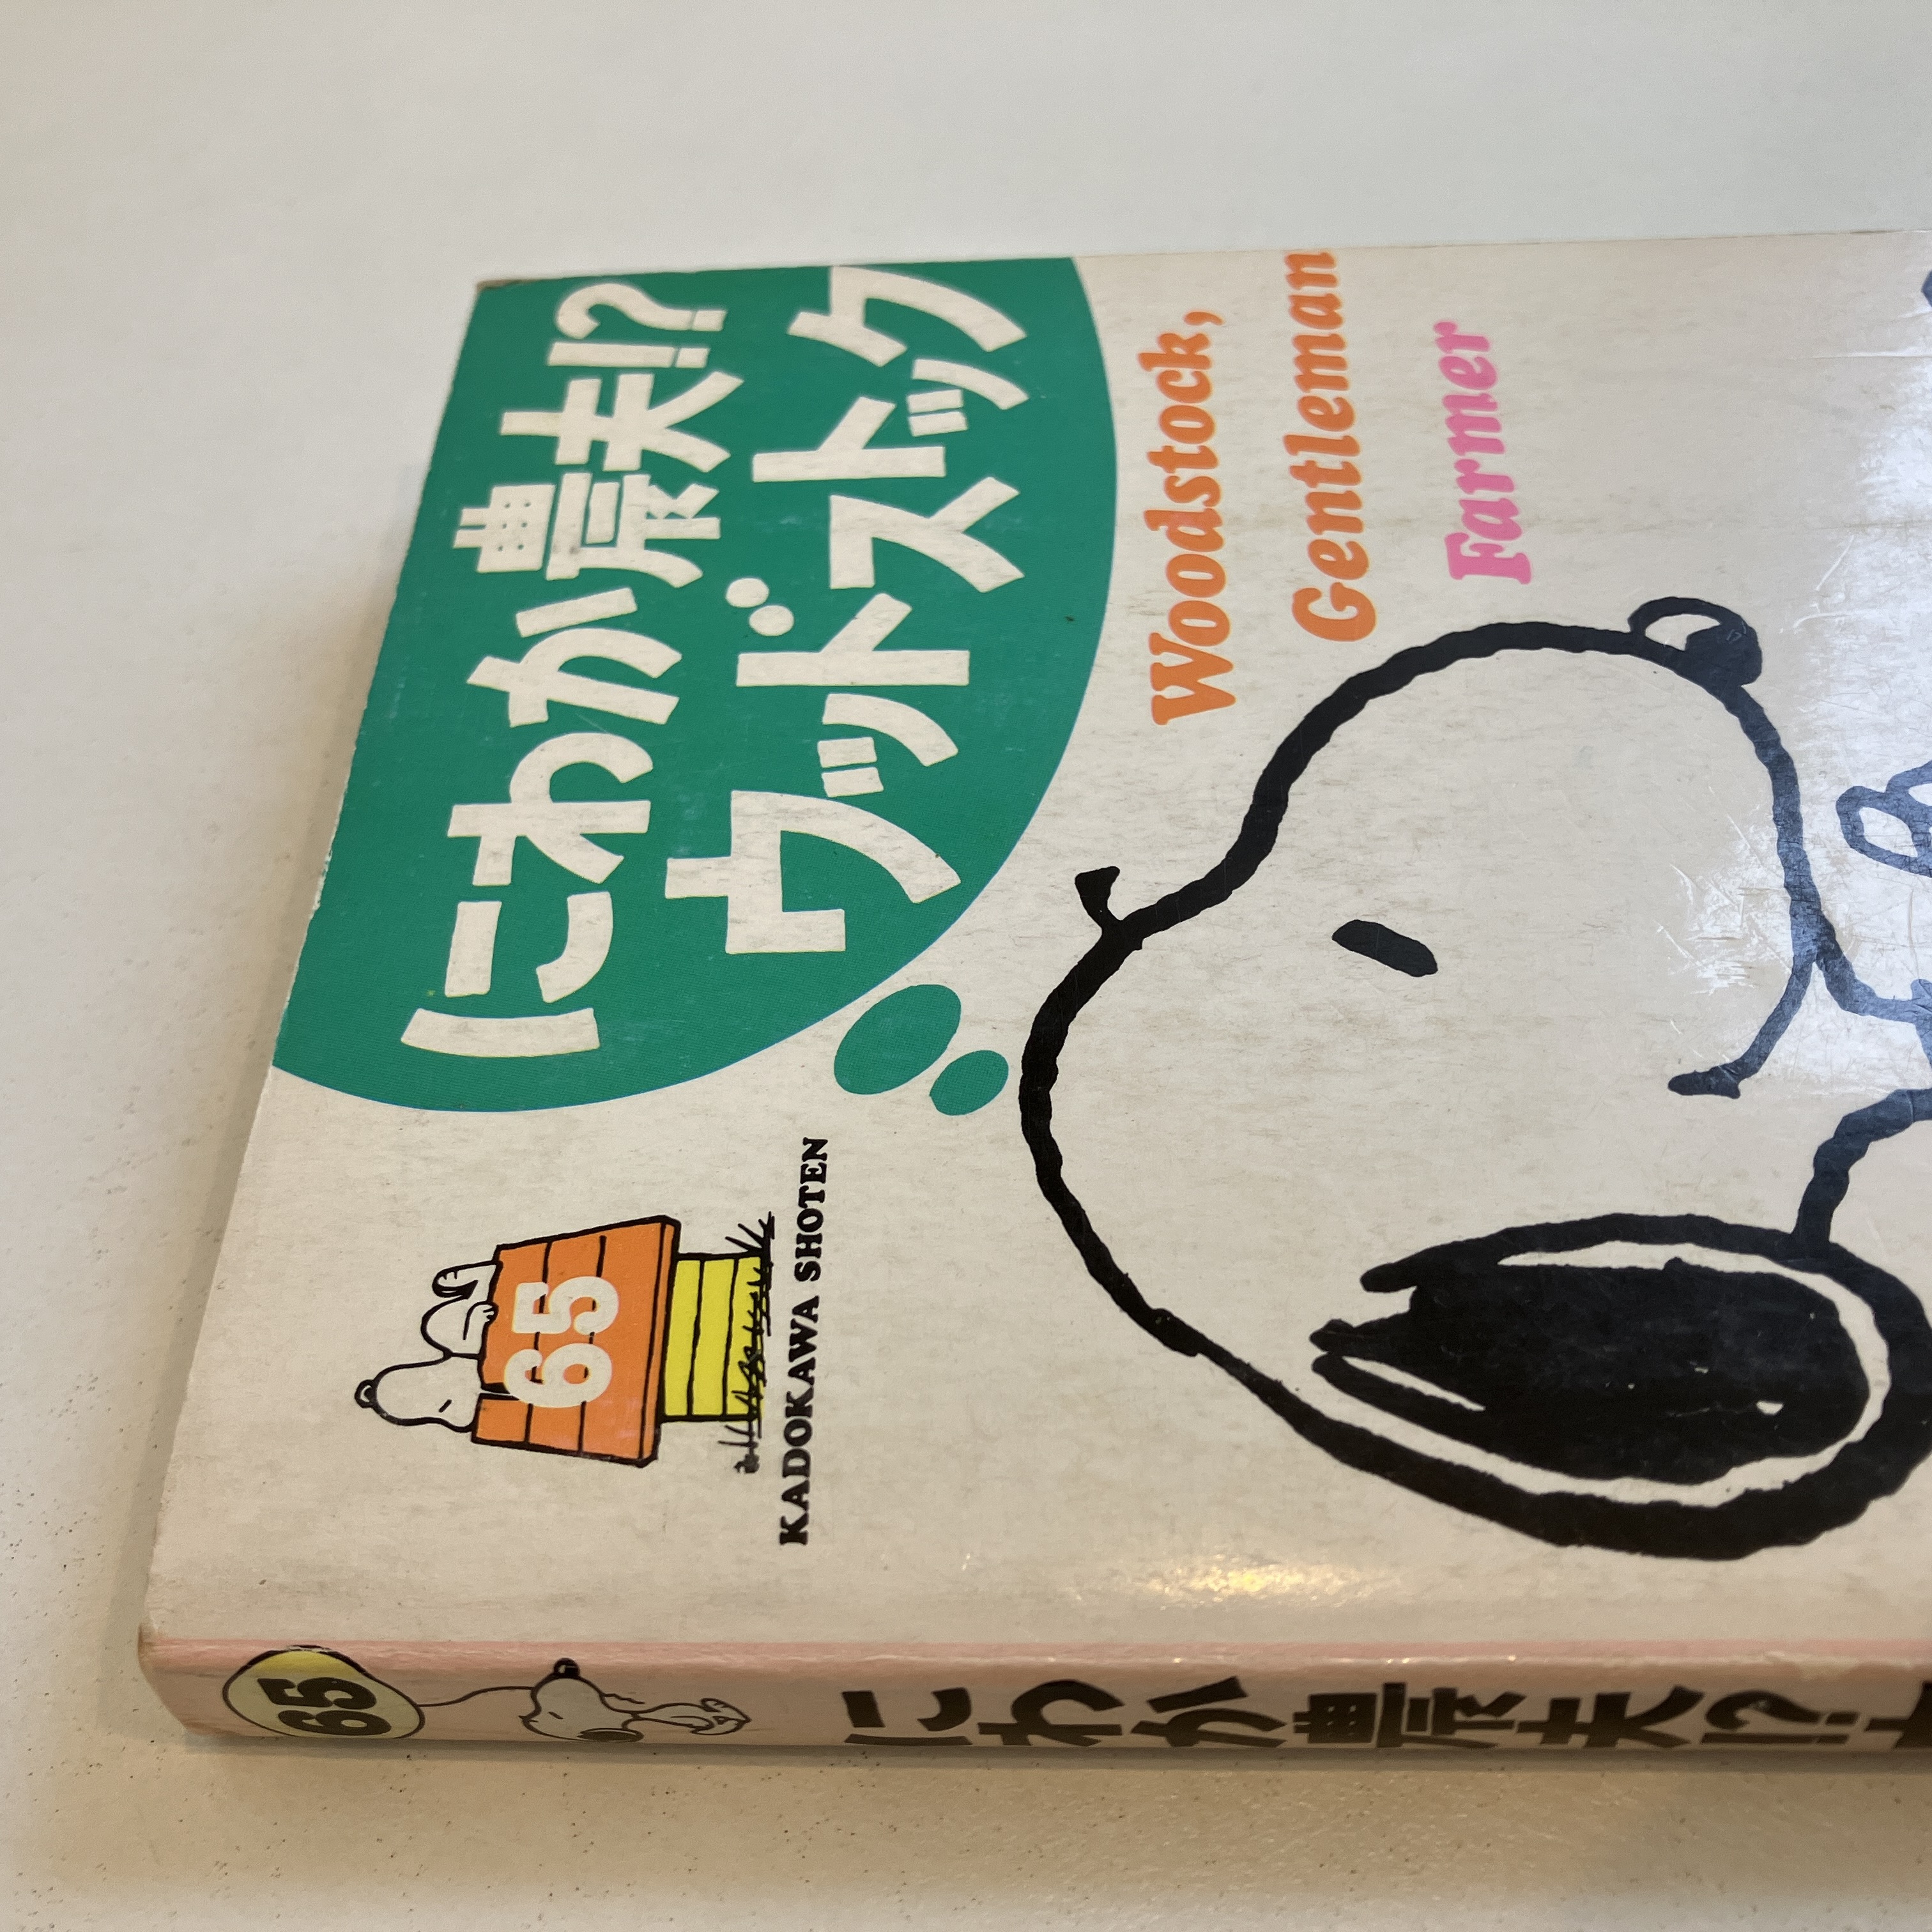 にわか農夫!?
ウッドストック
Woodstock,
Gentleman
Farmer
65
KADOKAWA SHOTEN
65
にわか農夫!?